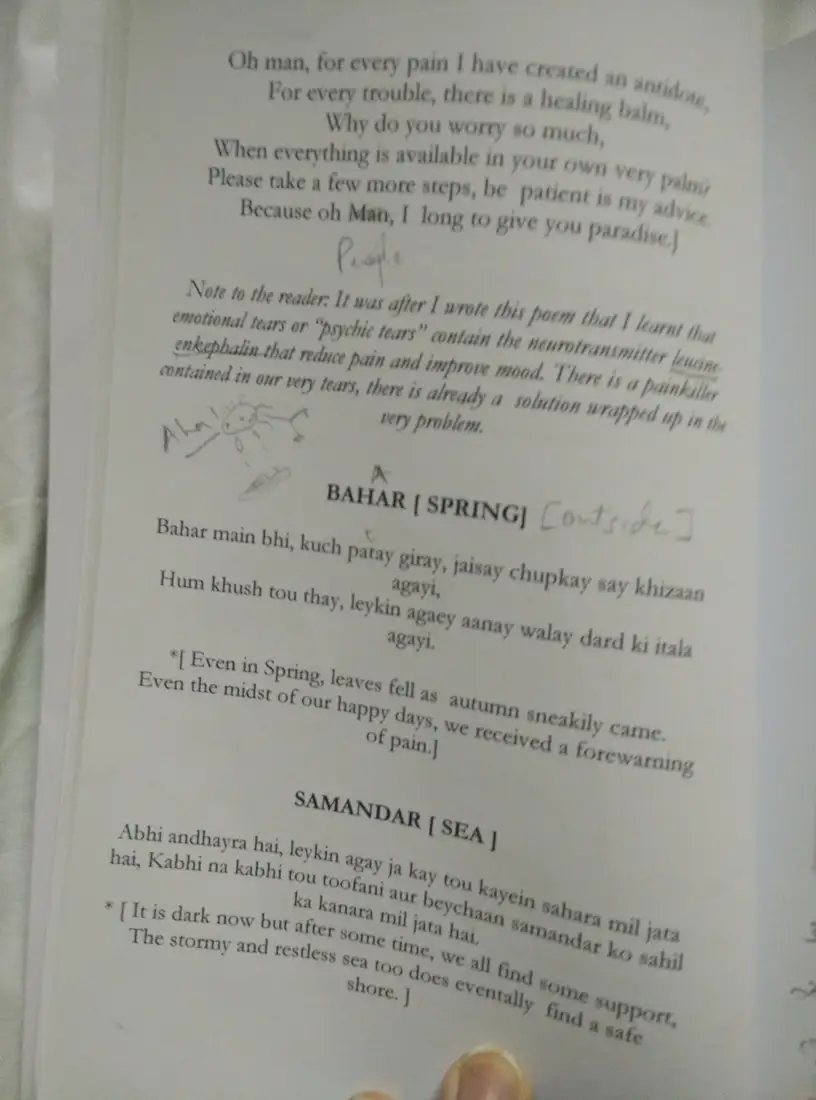 Oh man, for every pain I have created an antidote,
For every trouble, there is a healing balm,
Why do you worry so much,
When everything is available in your own very palms
Please take a few more steps, be patient is my advice.
Because oh Man, I long to give you paradise.]
People
Note to the reader: It was after I wrote this poem that I learnt that
emotional tears or “psychic tears” contain the neurotransmitter leucine-
enkephalin that reduce pain and improve mood. There is a painkiller
contained in our very tears, there is already a solution wrapped up in the
very problem.
Aha!
A
BAHAR [ SPRING] [outside]
Bahar main bhi, kuch patay giray, jaisay chupkay say khizaan
agayi,
Hum khush tou thay, leykin agaey aanay walay dard ki itala
agayi.
*[ Even in Spring, leaves fell as autumn sneakily came.
Even the midst of our happy days, we received a forewarning
of pain.]
SAMANDAR [ SEA ]
Abhi andhayra hai, leykin agay ja kay tou kayein sahara mil jata
hai, Kabhi na kabhi tou toofani aur beychaan samandar ko sahil
ka kanara mil jata hai.
* [ It is dark now but after some time, we all find some support,
The stormy and restless sea too does eventally find a safe
shore. ]